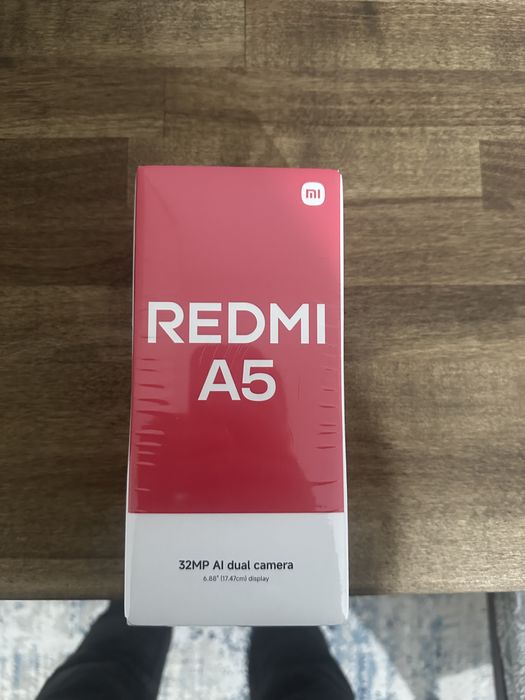 mi
REDMI
A5
32MP AI dual camera
6.88" (17.47cm) display